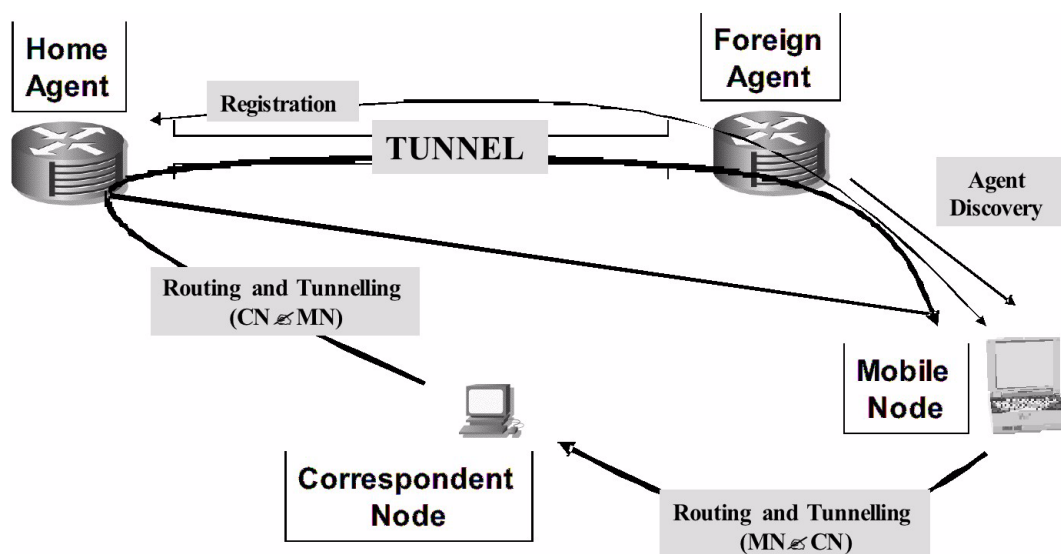 Home
Agent
Foreign
Agent
Registration
TUNNEL
Agent
Discovery
Routing and Tunnelling
(CN✍MN)
Mobile
Node
Correspondent
Node
Routing and Tunnelling
(MN✍CN)